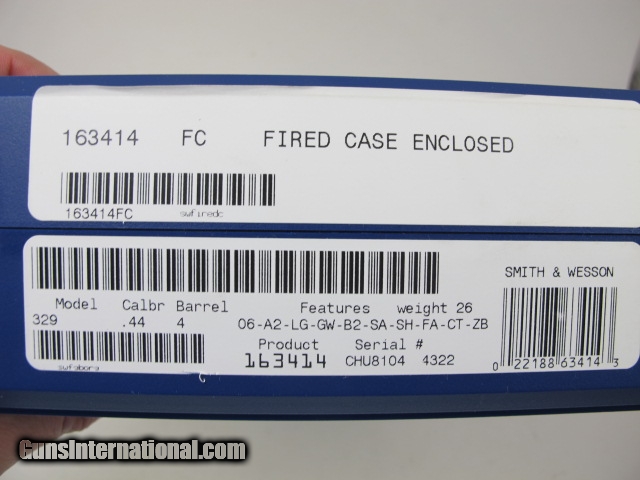 163414 FC FIRED CASE ENCLOSED
163414FC swfiredc
SMITH & WESSON
Model Calbr Barrel Features weight 26
329 .44 4 06-A2-LG-GW-B2-SA-SH-FA-CT-ZB
Product Serial #
163414 CHU8104 4322
0 22188 63414 3
GunsInternational.com